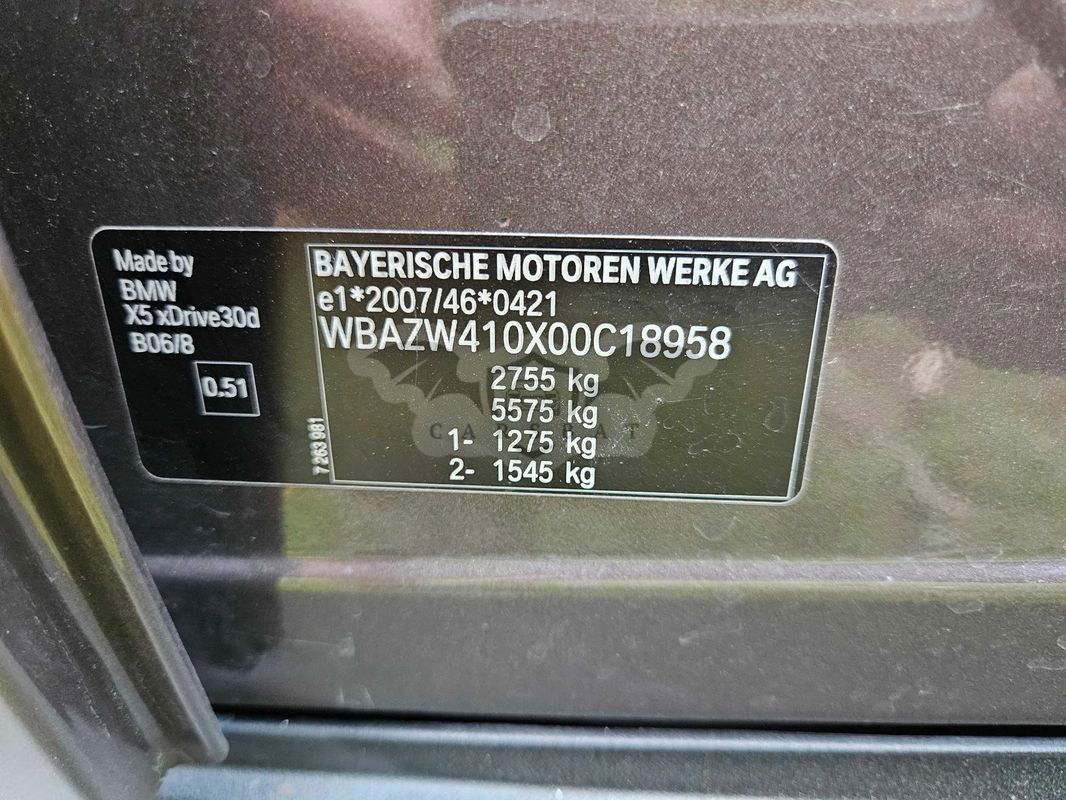 Made by
BMW
X5 xDrive30d
B06/8
0.51
7 263 981
BAYERISCHE MOTOREN WERKE AG
e1*2007/46*0421
WBAZW410X00C18958
2755 kg
5575 kg
1- 1275 kg
2- 1545 kg
CARSBAT